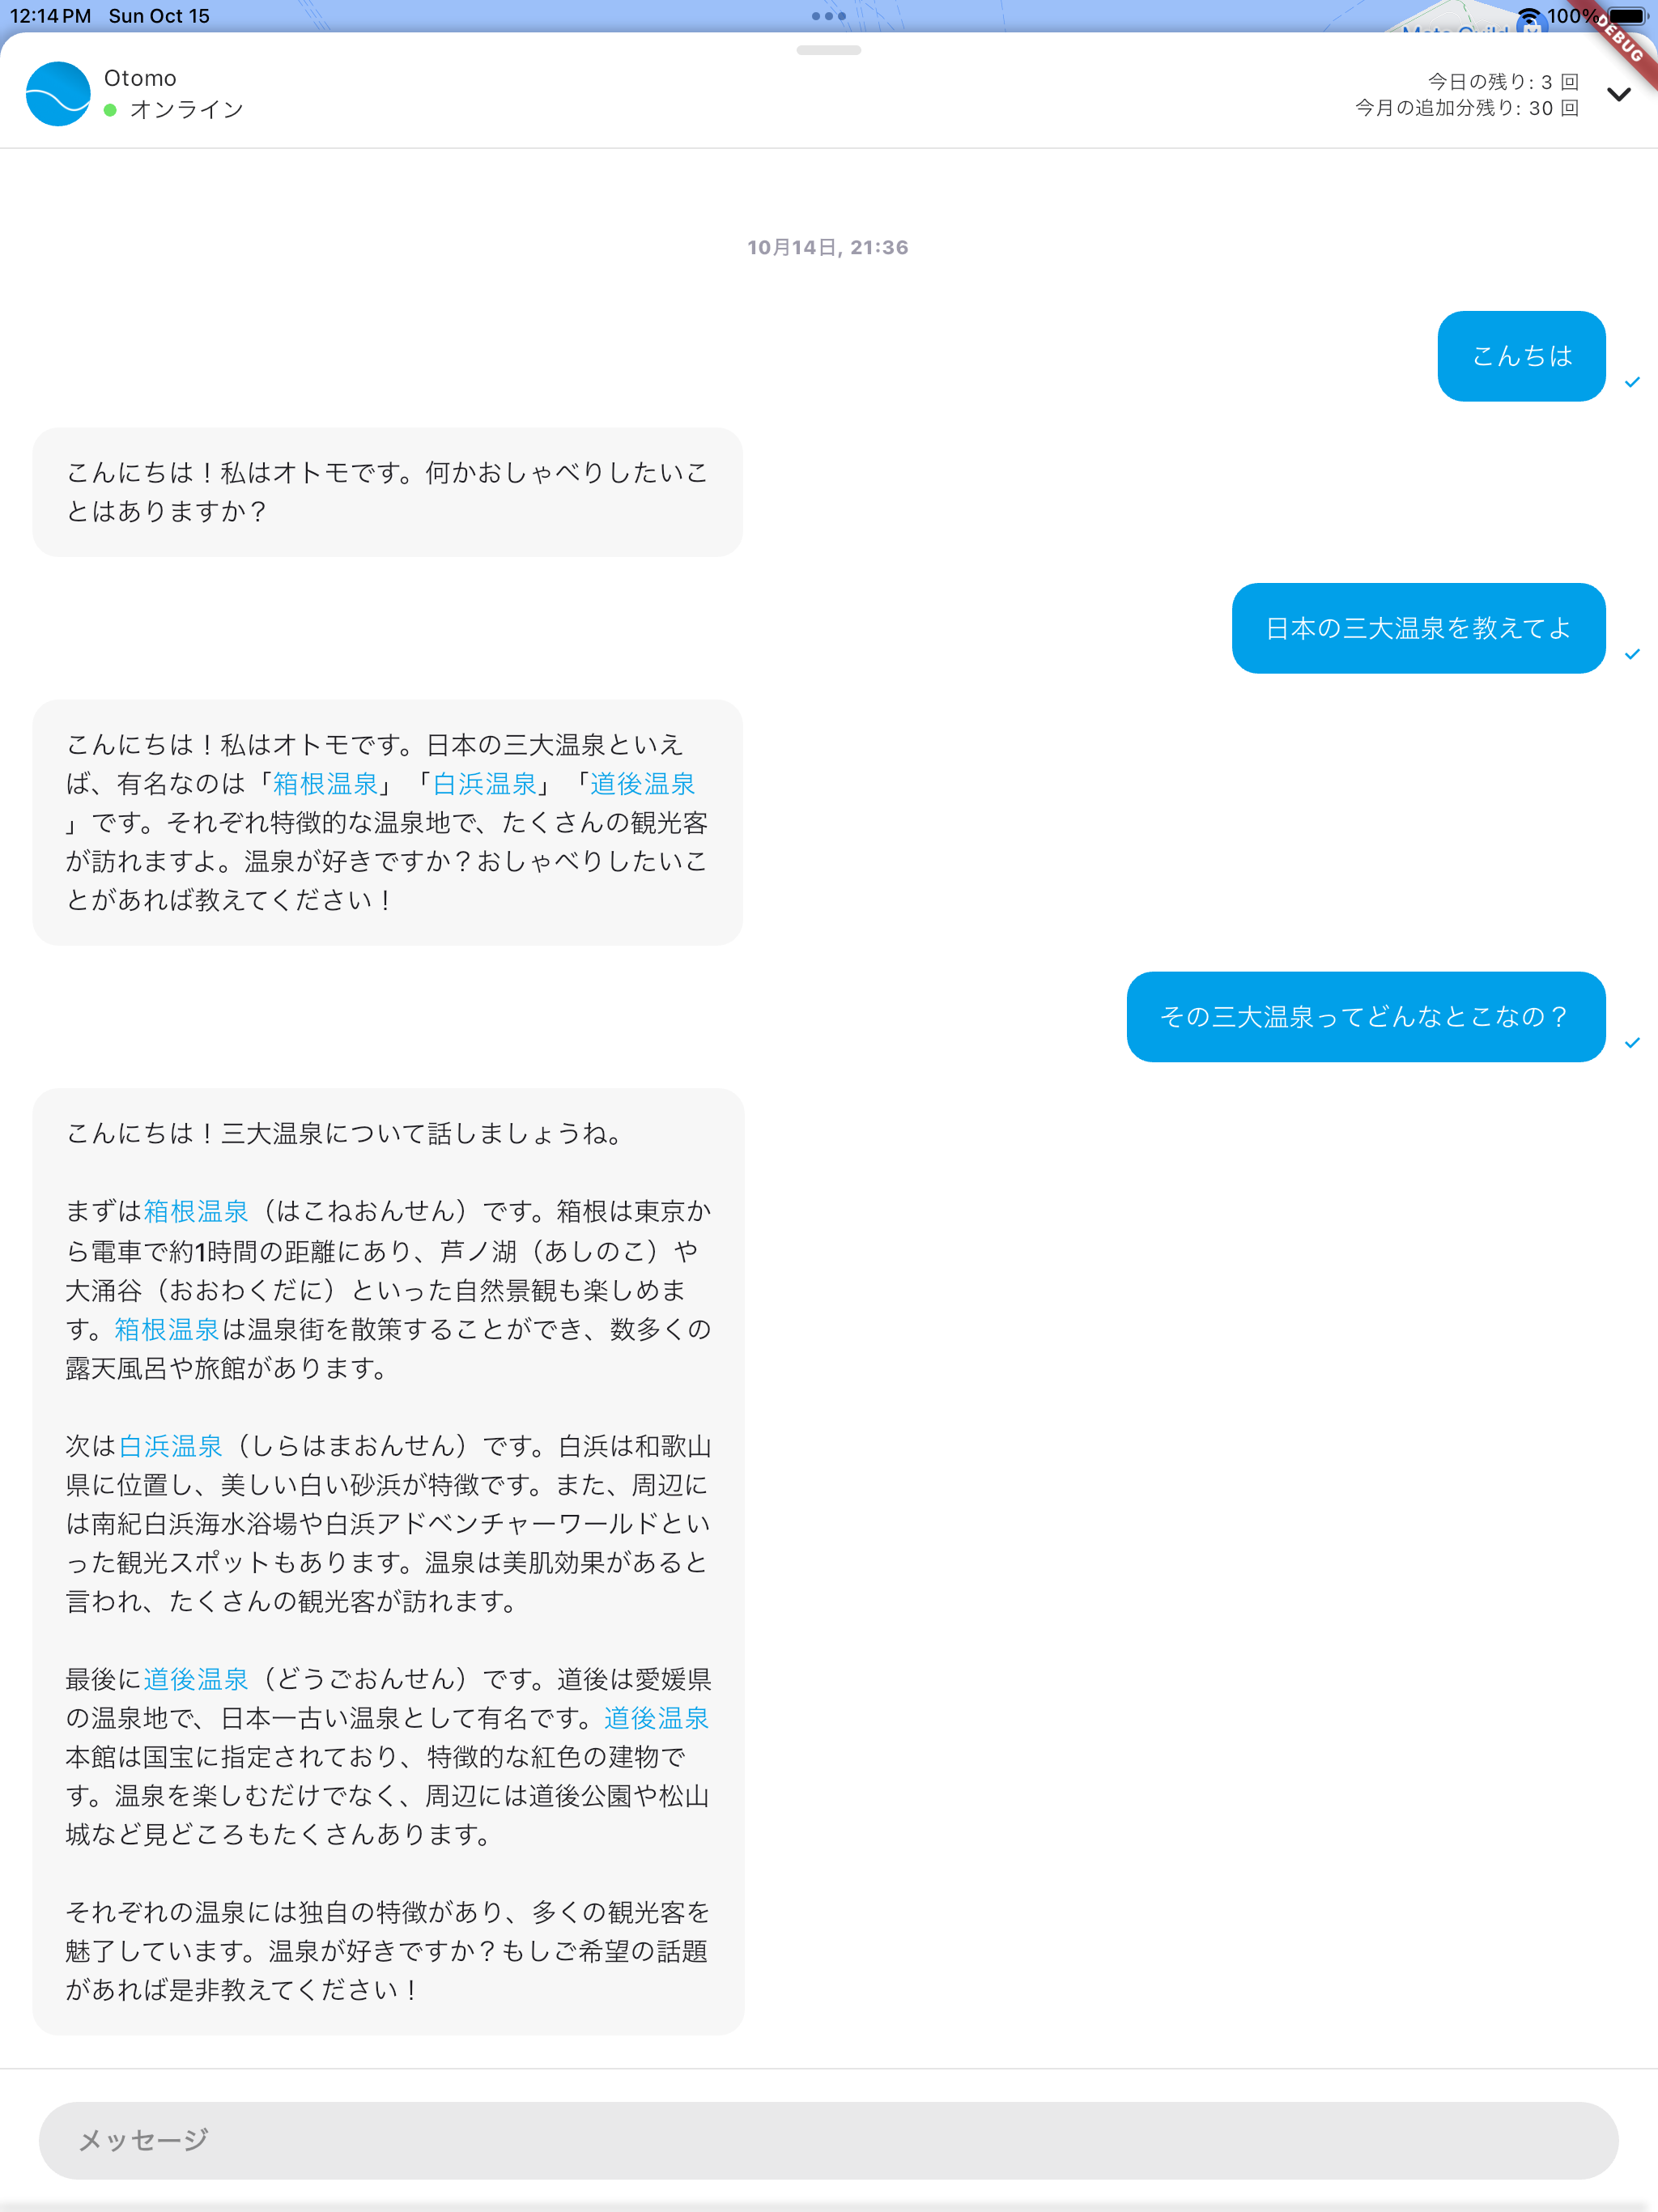 12:14 PM Sun Oct 15
100%
DEBUG
Otomo
オンライン
今日の残り: 3 回
今月の追加分残り: 30 回
10月14日, 21:36
こんちは
こんにちは！私はオトモです。何かおしゃべりしたいこ
とはありますか？
日本の三大温泉を教えてよ
こんにちは！私はオトモです。日本の三大温泉といえ
ば、有名なのは「箱根温泉」「白浜温泉」「道後温泉
」です。それぞれ特徴的な温泉地で、たくさんの観光客
が訪れますよ。温泉が好きですか？おしゃべりしたいこ
とがあれば教えてください！
その三大温泉ってどんなとこなの？
こんにちは！三大温泉について話しましょうね。
まずは箱根温泉（はこねおんせん）です。箱根は東京か
ら電車で約1時間の距離にあり、芦ノ湖（あしのこ）や
大涌谷（おおわくだに）といった自然景観も楽しめま
す。箱根温泉は温泉街を散策することができ、数多くの
露天風呂や旅館があります。
次は白浜温泉（しらはまおんせん）です。白浜は和歌山
県に位置し、美しい白い砂浜が特徴です。また、周辺に
は南紀白浜海水浴場や白浜アドベンチャーワールドとい
った観光スポットもあります。温泉は美肌効果があると
言われ、たくさんの観光客が訪れます。
最後に道後温泉（どうごおんせん）です。道後は愛媛県
の温泉地で、日本一古い温泉として有名です。道後温泉
本館は国宝に指定されており、特徴的な紅色の建物で
す。温泉を楽しむだけでなく、周辺には道後公園や松山
城など見どころもたくさんあります。
それぞれの温泉には独自の特徴があり、多くの観光客を
魅了しています。温泉が好きですか？もしご希望の話題
があれば是非教えてください！
メッセージ